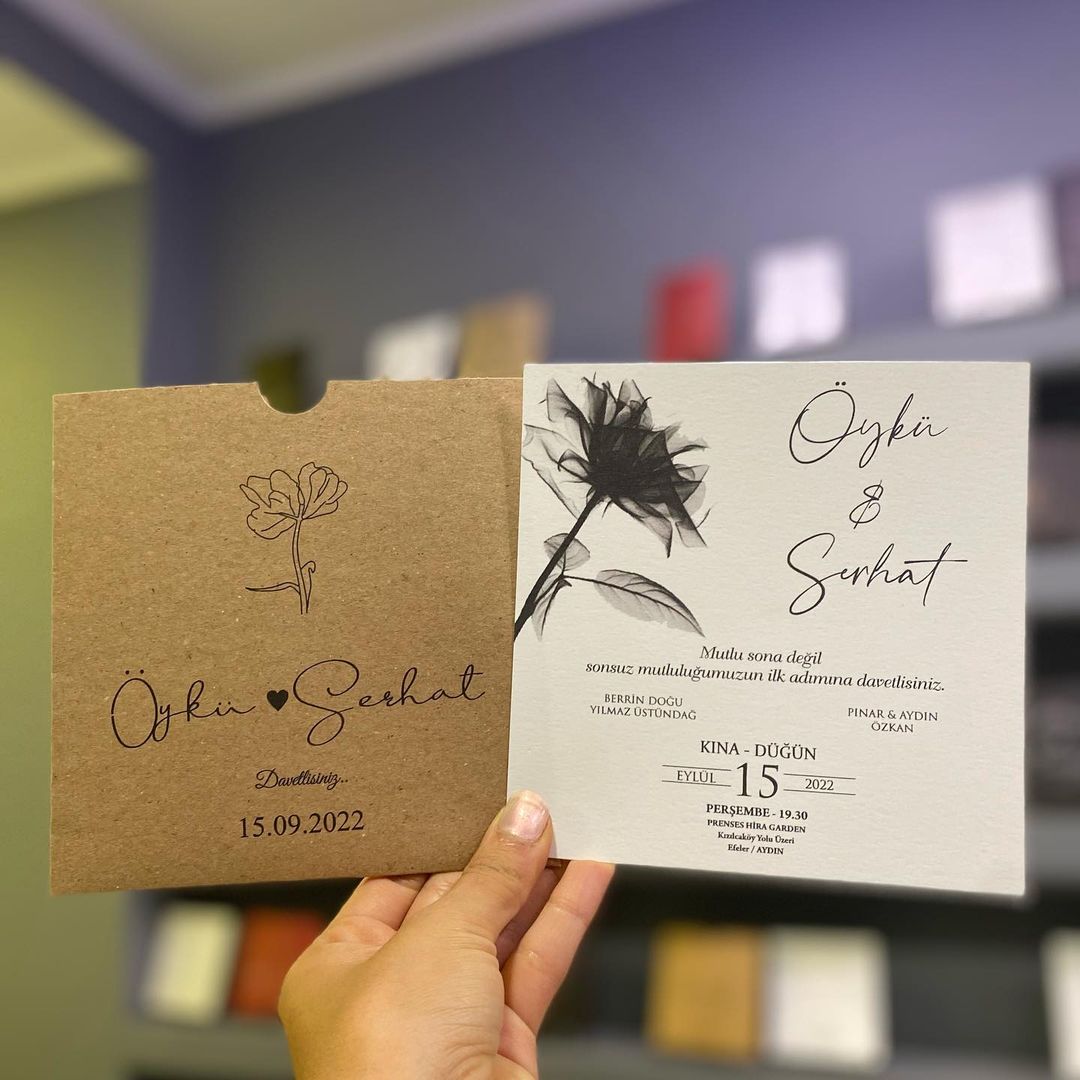 Öykü ♥ Serhat
Davetlisiniz..
15.09.2022
Öykü
&
Serhat
Mutlu sona değil
sonsuz mutluluğumuzun ilk adımına davetlisiniz.
BERRİN DOĞU
YILMAZ ÜSTÜNDAĞ
PINAR & AYDIN
ÖZKAN
KINA - DÜĞÜN
EYLÜL 15 2022
PERŞEMBE - 19.30
PRENSES HİRA GARDEN
Kızılcaköy Yolu Üzeri
Efeler / AYDIN